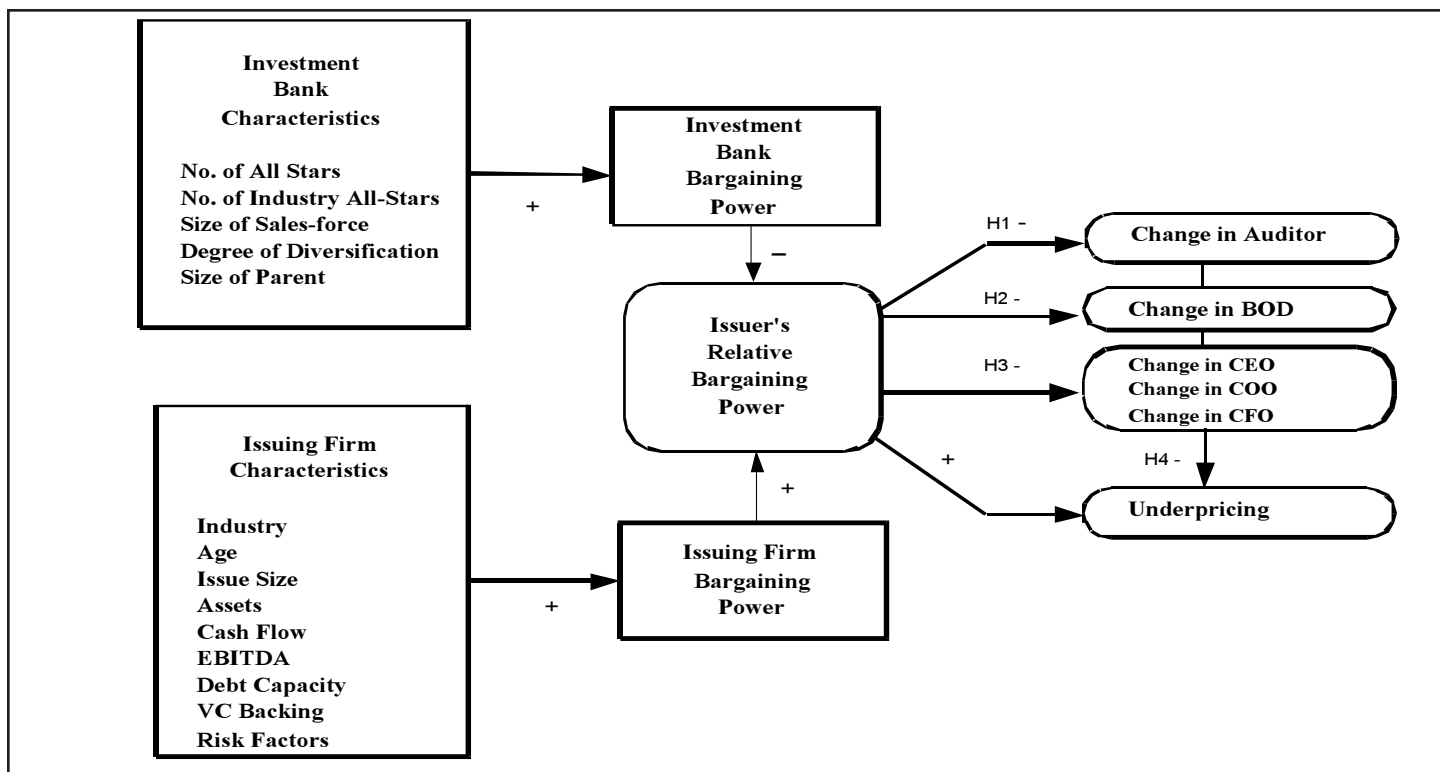 Investment
Bank
Characteristics
No. of All Stars
No. of Industry All-Stars
Size of Sales-force
Degree of Diversification
Size of Parent
+
Investment
Bank
Bargaining
Power
–
Issuer's
Relative
Bargaining
Power
Issuing Firm
Characteristics
Industry
Age
Issue Size
Assets
Cash Flow
EBITDA
Debt Capacity
VC Backing
Risk Factors
+
Issuing Firm
Bargaining
Power
+
H1 -
Change in Auditor
H2 -
Change in BOD
H3 -
Change in CEO
Change in COO
Change in CFO
+
H4 -
Underpricing